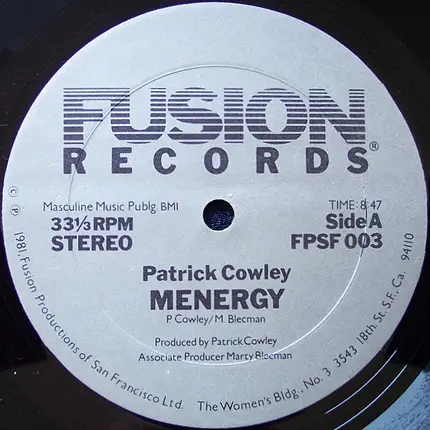 FUSION®
RECORDS
Masculine Music Publg BMI
33⅓ RPM
STEREO
TIME: 8:47
Side A
FPSF 003
Patrick Cowley
MENERGY
P Cowley/M. Blecman
Produced by Patrick Cowley
Associate Producer Marty Blecman
© ℗ 1981, Fusion Productions of San Francisco Ltd. The Women's Bldg., No. 3 3543 18th St. S.F., Ca. 94110